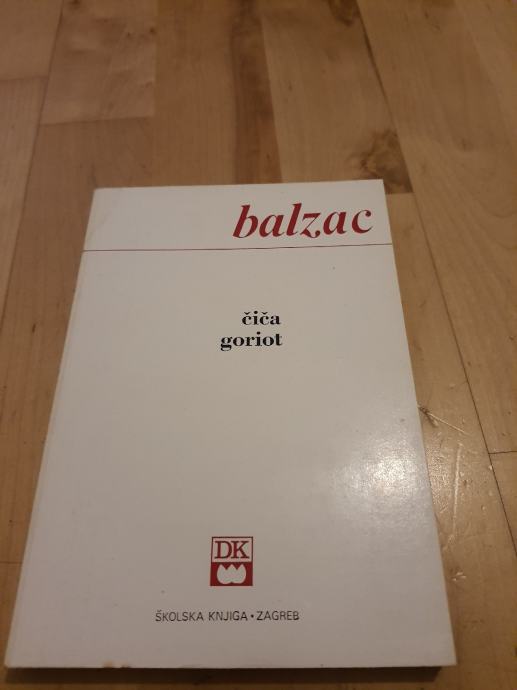 balzac
čiča
goriot
DK
ŠKOLSKA KNJIGA • ZAGREB